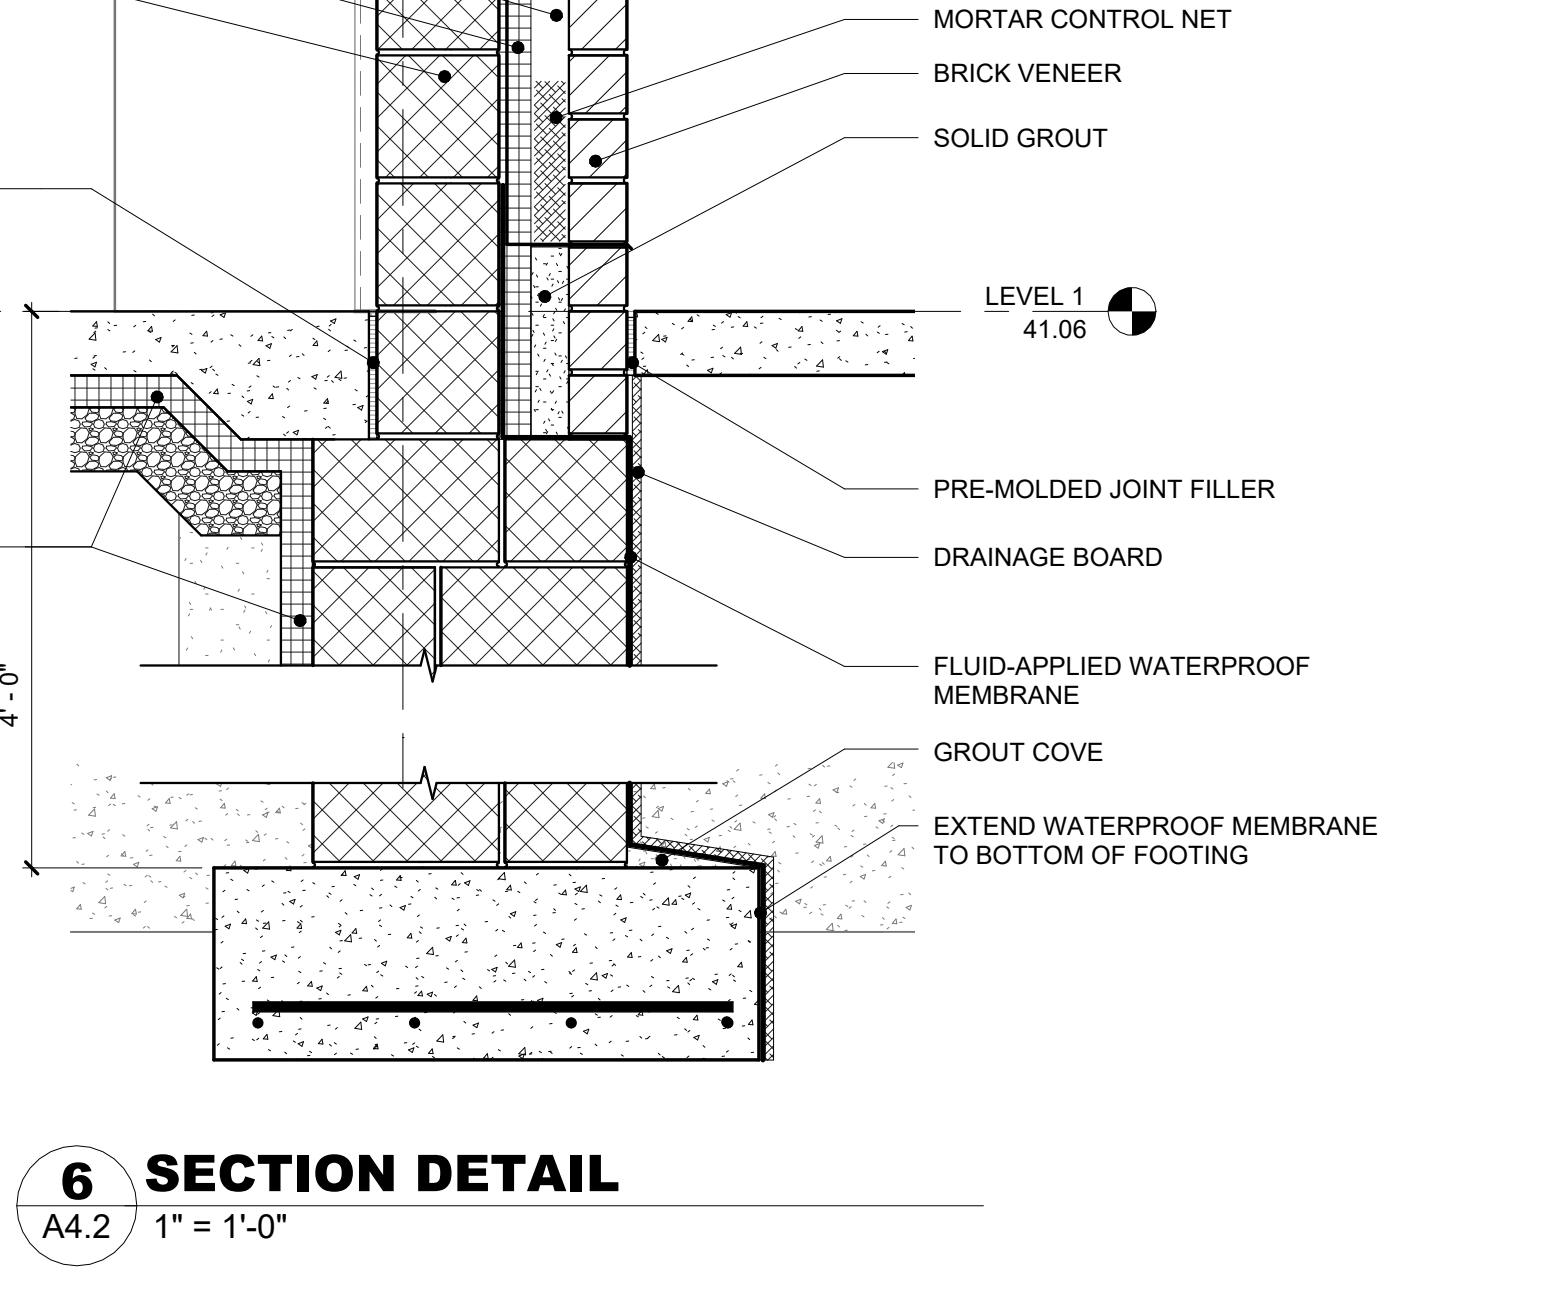 MORTAR CONTROL NET
BRICK VENEER
SOLID GROUT
LEVEL 1
41.06
PRE-MOLDED JOINT FILLER
DRAINAGE BOARD
FLUID-APPLIED WATERPROOF
MEMBRANE
4' - 0"
GROUT COVE
EXTEND WATERPROOF MEMBRANE
TO BOTTOM OF FOOTING
6
SECTION DETAIL
A4.2
1" = 1'-0"